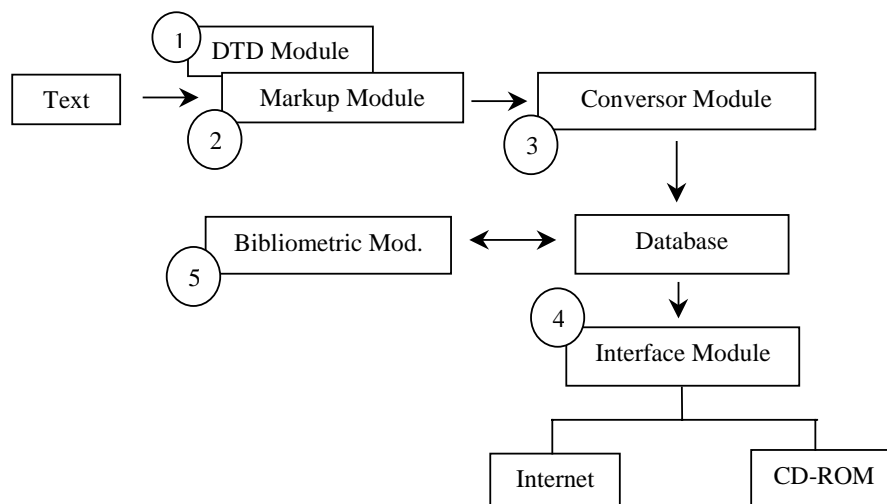 1
DTD Module
Text
Markup Module
Conversor Module
2
3
Bibliometric Mod.
Database
5
4
Interface Module
Internet
CD-ROM